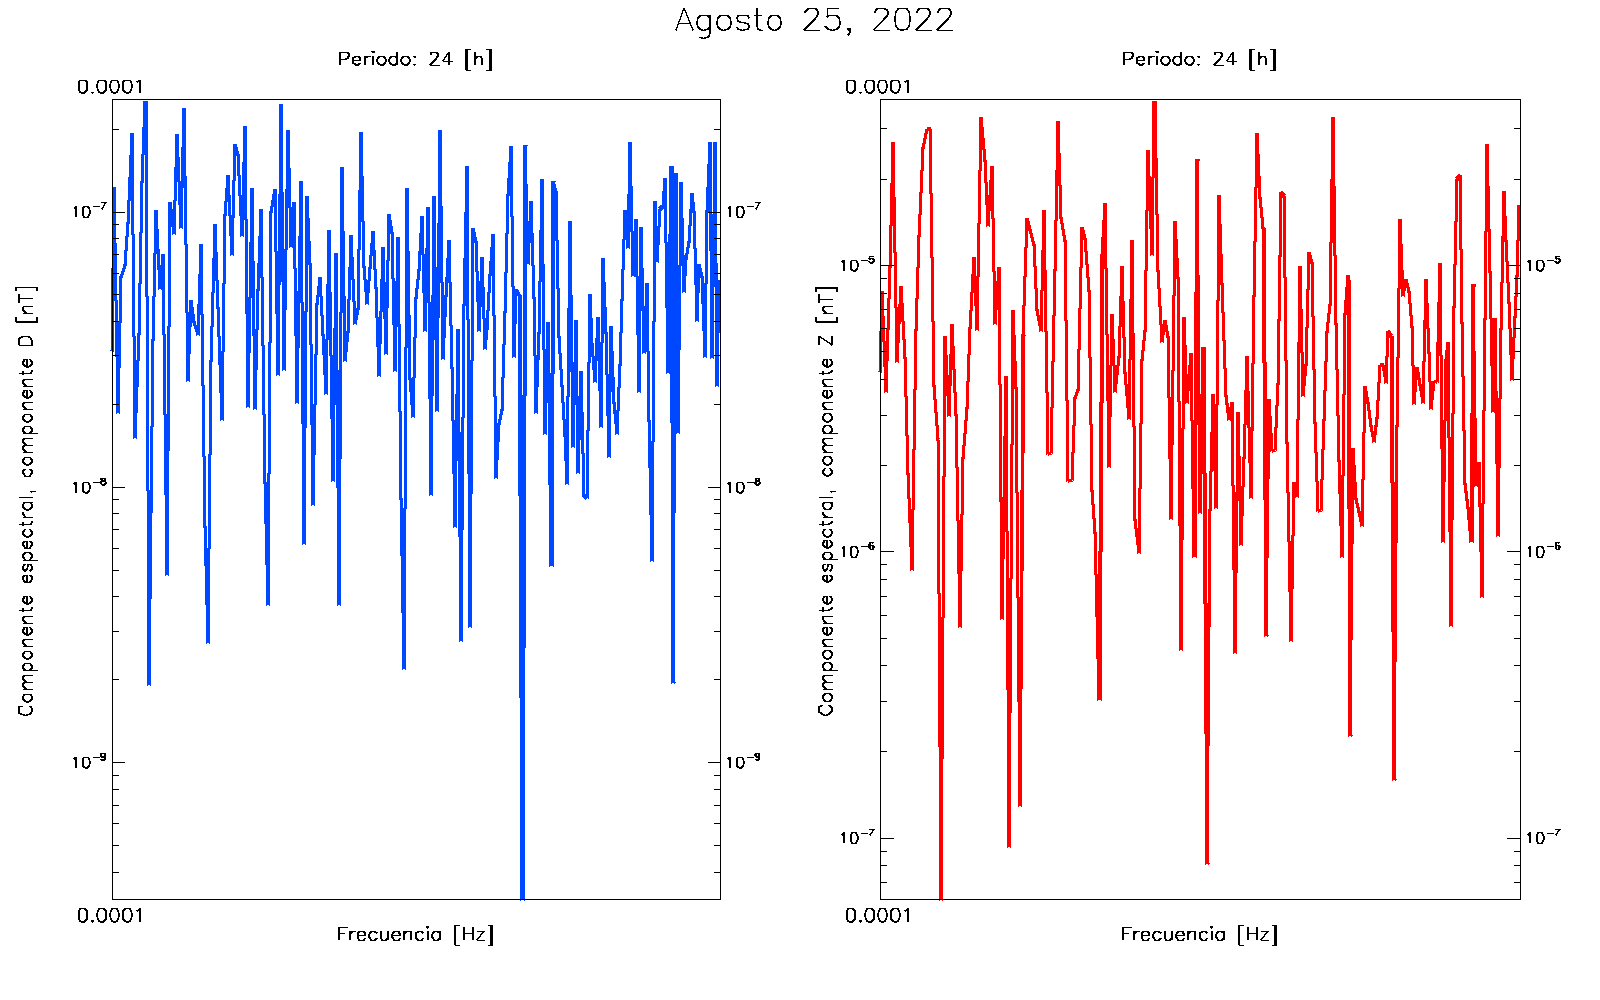 Agosto 25, 2022
Periodo: 24 [h]
Periodo: 24 [h]
0.0001
0.0001
Componente espectral, componente D [nT]
10⁻⁷
10⁻⁸
10⁻⁹
10⁻⁷
10⁻⁸
10⁻⁹
Componente espectral, componente Z [nT]
10⁻⁵
10⁻⁶
10⁻⁷
10⁻⁵
10⁻⁶
10⁻⁷
0.0001
0.0001
Frecuencia [Hz]
Frecuencia [Hz]